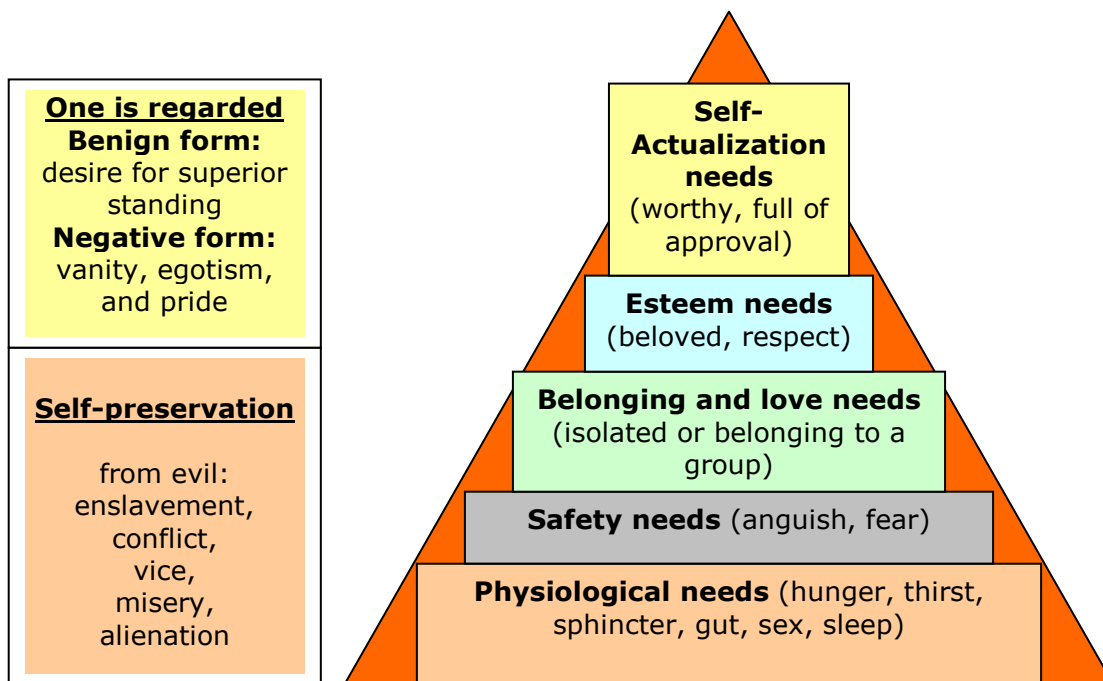 One is regarded
Benign form:
desire for superior
standing
Negative form:
vanity, egotism,
and pride
Self-preservation
from evil:
enslavement,
conflict,
vice,
misery,
alienation
Self-
Actualization
needs
(worthy, full of
approval)
Esteem needs
(beloved, respect)
Belonging and love needs
(isolated or belonging to a
group)
Safety needs (anguish, fear)
Physiological needs (hunger, thirst,
sphincter, gut, sex, sleep)